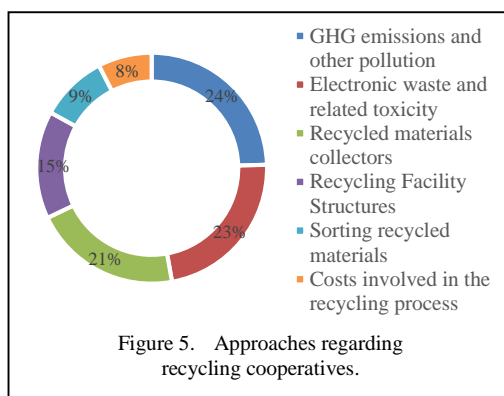 8%
9%
24%
15%
23%
21%
GHG emissions and
other pollution
Electronic waste and
related toxicity
Recycled materials
collectors
Recycling Facility
Structures
Sorting recycled
materials
Costs involved in the
recycling process
Figure 5. Approaches regarding
recycling cooperatives.